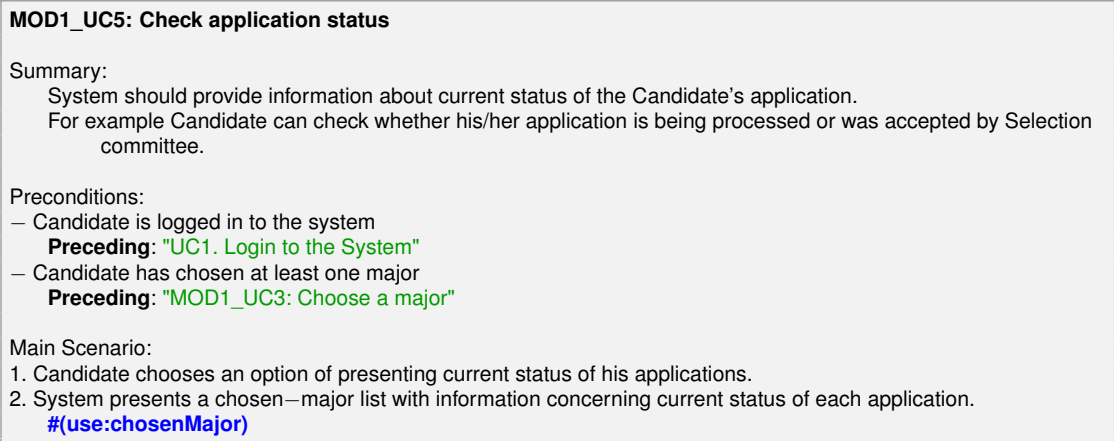 MOD1_UC5: Check application status
Summary:
System should provide information about current status of the Candidate's application.
For example Candidate can check whether his/her application is being processed or was accepted by Selection
committee.
Preconditions:
− Candidate is logged in to the system
Preceding: "UC1. Login to the System"
− Candidate has chosen at least one major
Preceding: "MOD1_UC3: Choose a major"
Main Scenario:
1. Candidate chooses an option of presenting current status of his applications.
2. System presents a chosen−major list with information concerning current status of each application.
#(use:chosenMajor)